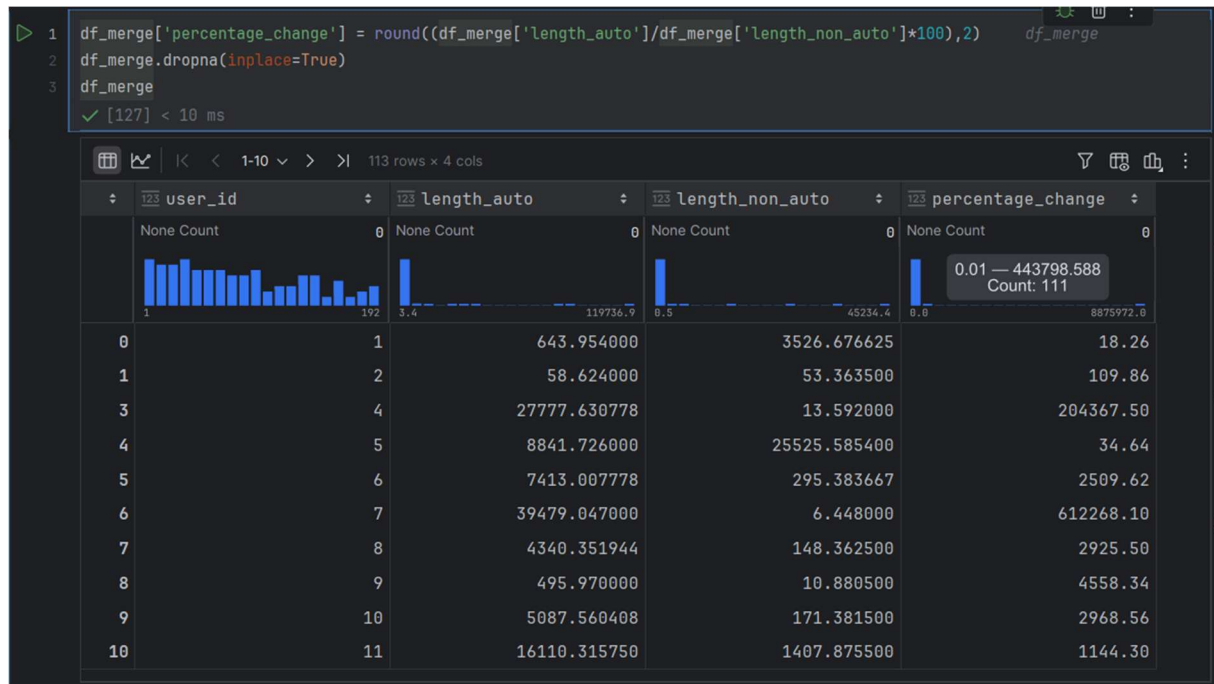 1 df_merge['percentage_change'] = round((df_merge['length_auto']/df_merge['length_non_auto']*100),2) df_merge
2 df_merge.dropna(inplace=True)
3 df_merge
[127] < 10 ms
1-10 113 rows × 4 cols
123 user_id 123 length_auto 123 length_non_auto 123 percentage_change
None Count 0 None Count 0 None Count 0 None Count 0
0.01 — 443798.588
Count: 111
1 192 3.4 119736.9 0.5 45234.4 0.0 8875972.0
0 1 643.954000 3526.676625 18.26
1 2 58.624000 53.363500 109.86
3 4 27777.630778 13.592000 204367.50
4 5 8841.726000 25525.585400 34.64
5 6 7413.007778 295.383667 2509.62
6 7 39479.047000 6.448000 612268.10
7 8 4340.351944 148.362500 2925.50
8 9 495.970000 10.880500 4558.34
9 10 5087.560408 171.381500 2968.56
10 11 16110.315750 1407.875500 1144.30